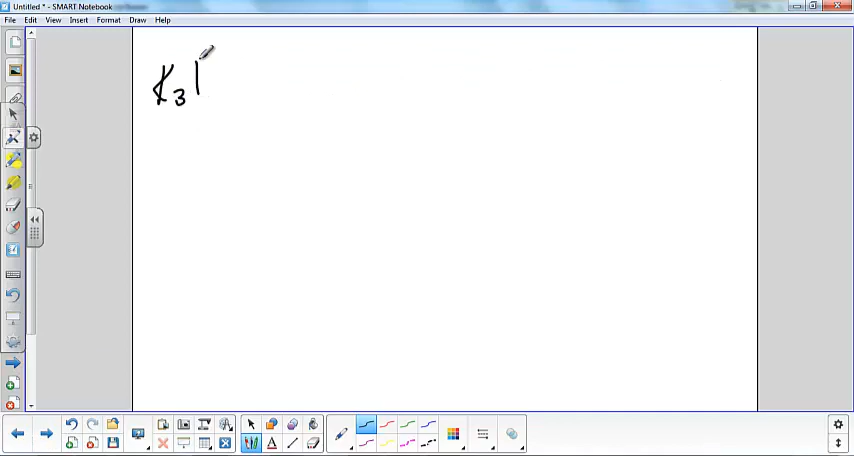 Untitled * - SMART Notebook
File Edit View Insert Format Draw Help
K3